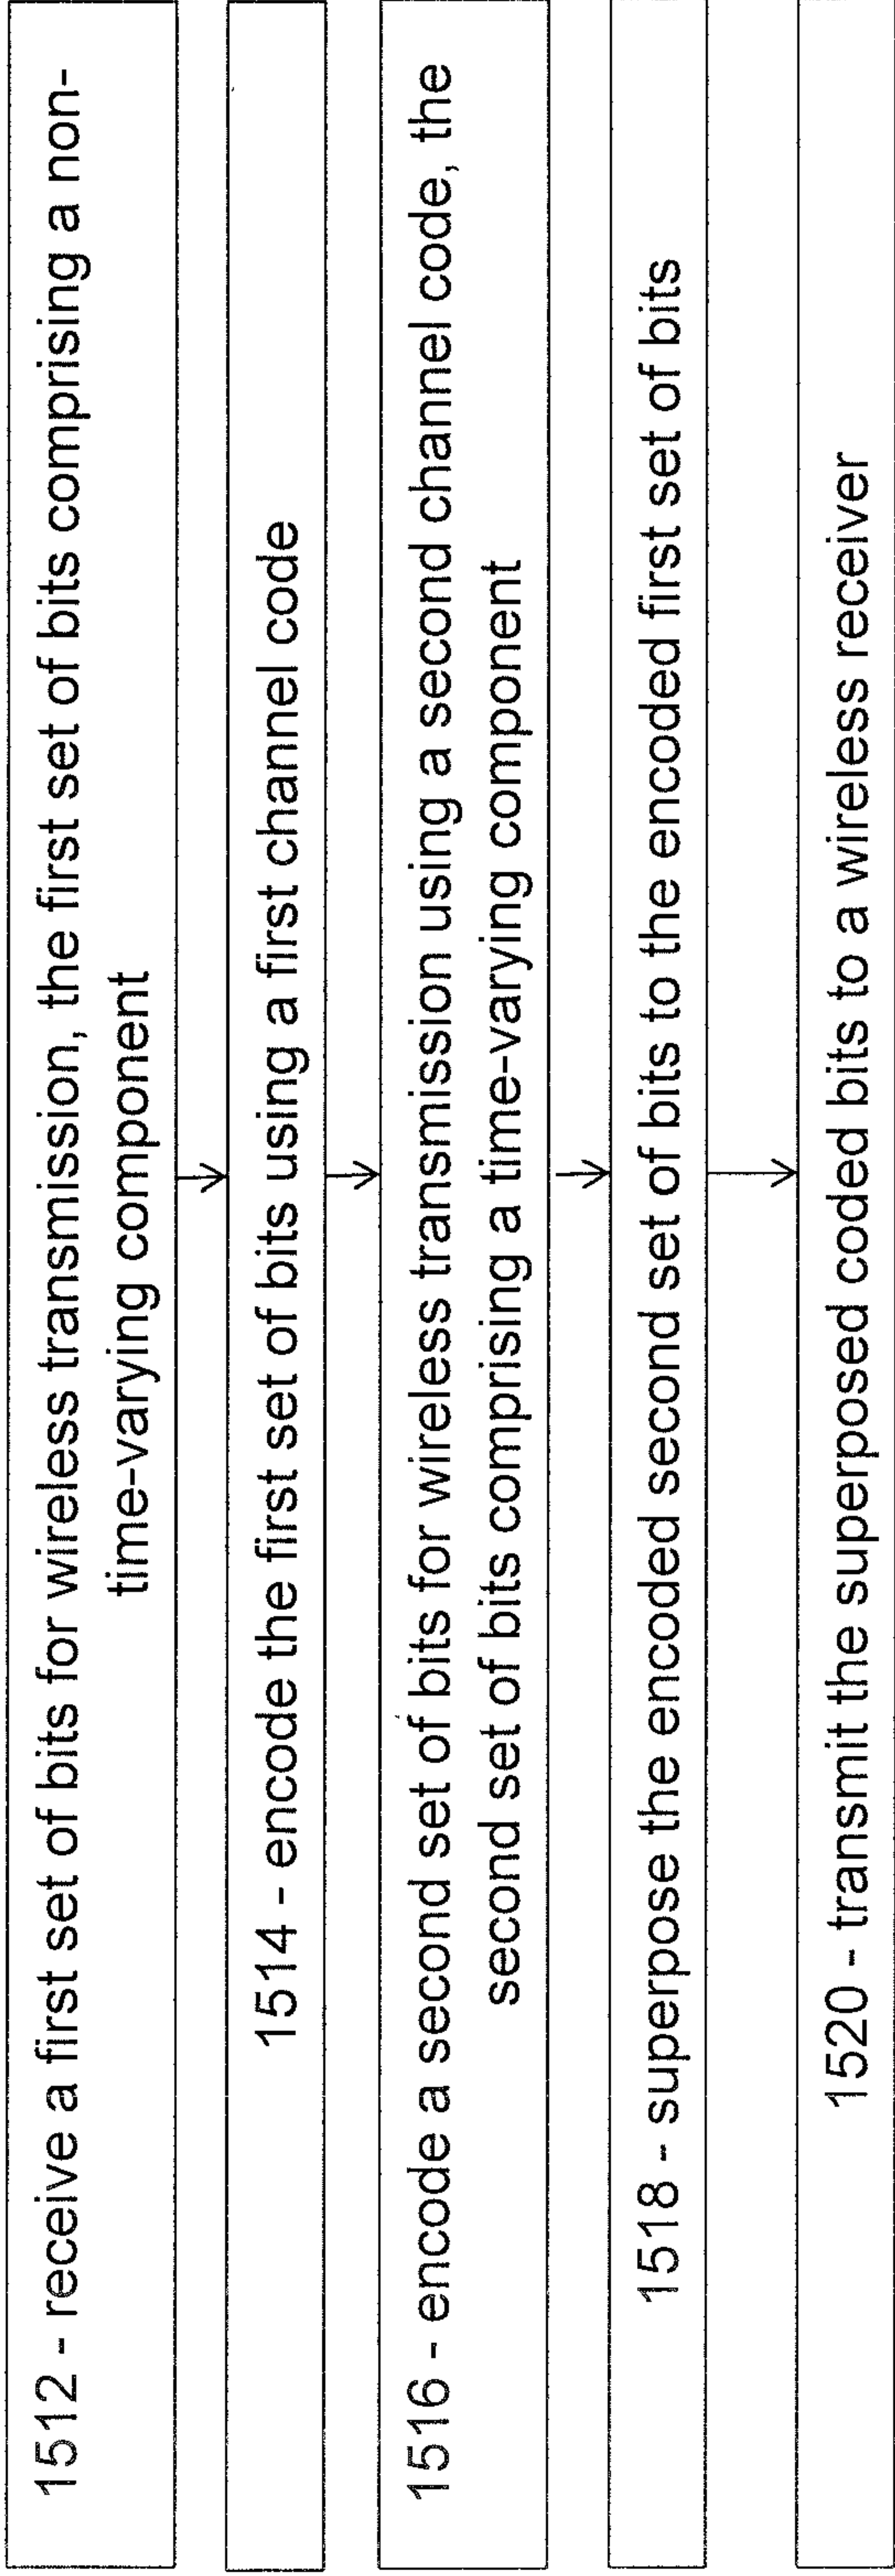 1512 - receive a first set of bits for wireless transmission, the first set of bits comprising a non-
time-varying component
1514 - encode the first set of bits using a first channel code
1516 - encode a second set of bits for wireless transmission using a second channel code, the
second set of bits comprising a time-varying component
1518 - superpose the encoded second set of bits to the encoded first set of bits
1520 - transmit the superposed coded bits to a wireless receiver